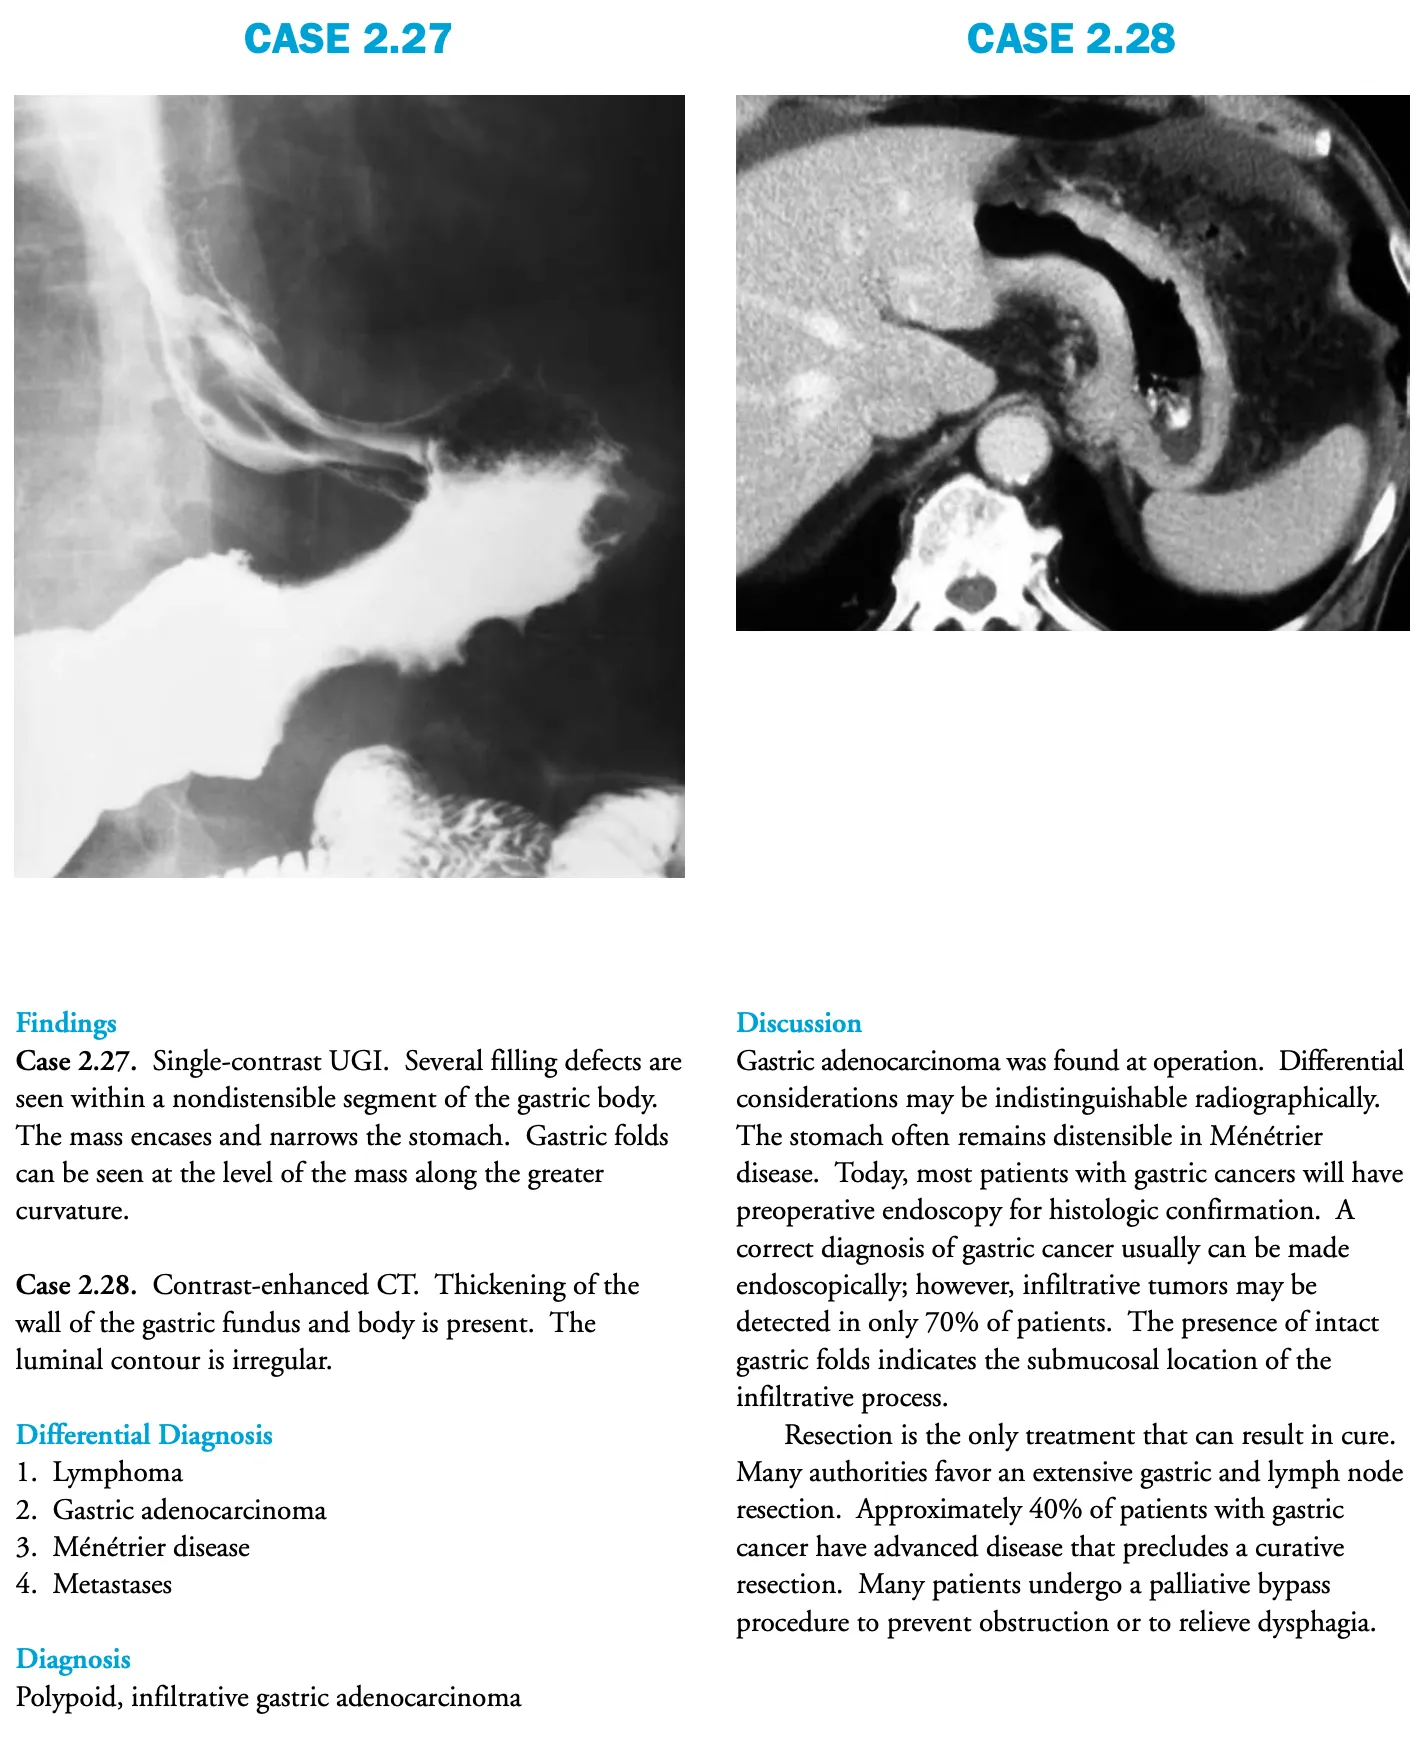 CASE 2.27
CASE 2.28
Findings
Case 2.27. Single-contrast UGI. Several filling defects are
seen within a nondistensible segment of the gastric body.
The mass encases and narrows the stomach. Gastric folds
can be seen at the level of the mass along the greater
curvature.
Case 2.28. Contrast-enhanced CT. Thickening of the
wall of the gastric fundus and body is present. The
luminal contour is irregular.
Differential Diagnosis
1. Lymphoma
2. Gastric adenocarcinoma
3. Ménétrier disease
4. Metastases
Diagnosis
Polypoid, infiltrative gastric adenocarcinoma
Discussion
Gastric adenocarcinoma was found at operation. Differential
considerations may be indistinguishable radiographically.
The stomach often remains distensible in Ménétrier
disease. Today, most patients with gastric cancers will have
preoperative endoscopy for histologic confirmation. A
correct diagnosis of gastric cancer usually can be made
endoscopically; however, infiltrative tumors may be
detected in only 70% of patients. The presence of intact
gastric folds indicates the submucosal location of the
infiltrative process.
Resection is the only treatment that can result in cure.
Many authorities favor an extensive gastric and lymph node
resection. Approximately 40% of patients with gastric
cancer have advanced disease that precludes a curative
resection. Many patients undergo a palliative bypass
procedure to prevent obstruction or to relieve dysphagia.